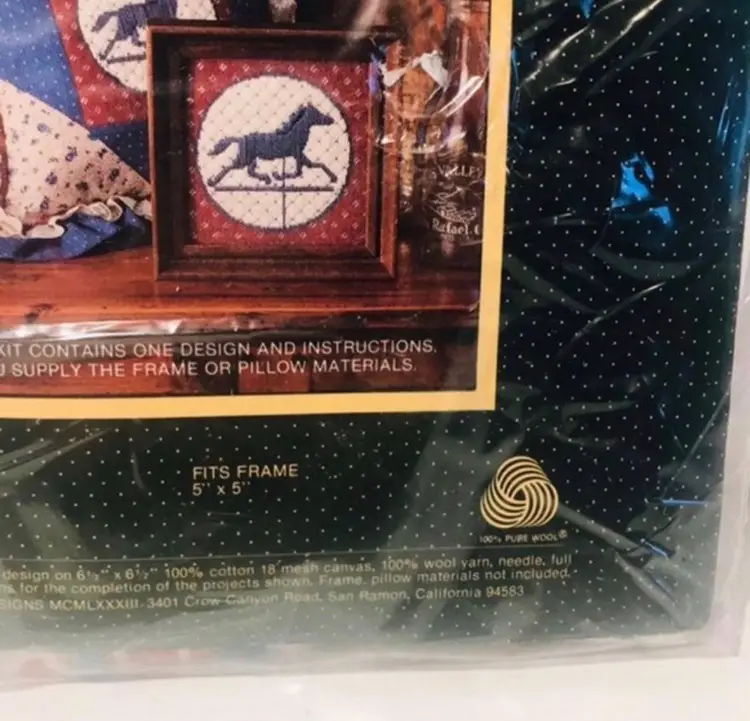 VALLEY
Rafael, C
KIT CONTAINS ONE DESIGN AND INSTRUCTIONS.
U SUPPLY THE FRAME OR PILLOW MATERIALS.
FITS FRAME
5" x 5"
100% PURE WOOL®
design on 6½" x 6½" 100% cotton 18 mesh canvas, 100% wool yarn, needle, full
ns for the completion of the projects shown. Frame, pillow materials not included.
SIGNS MCMLXXXIII. 3401 Crow Canyon Road, San Ramon, California 94583